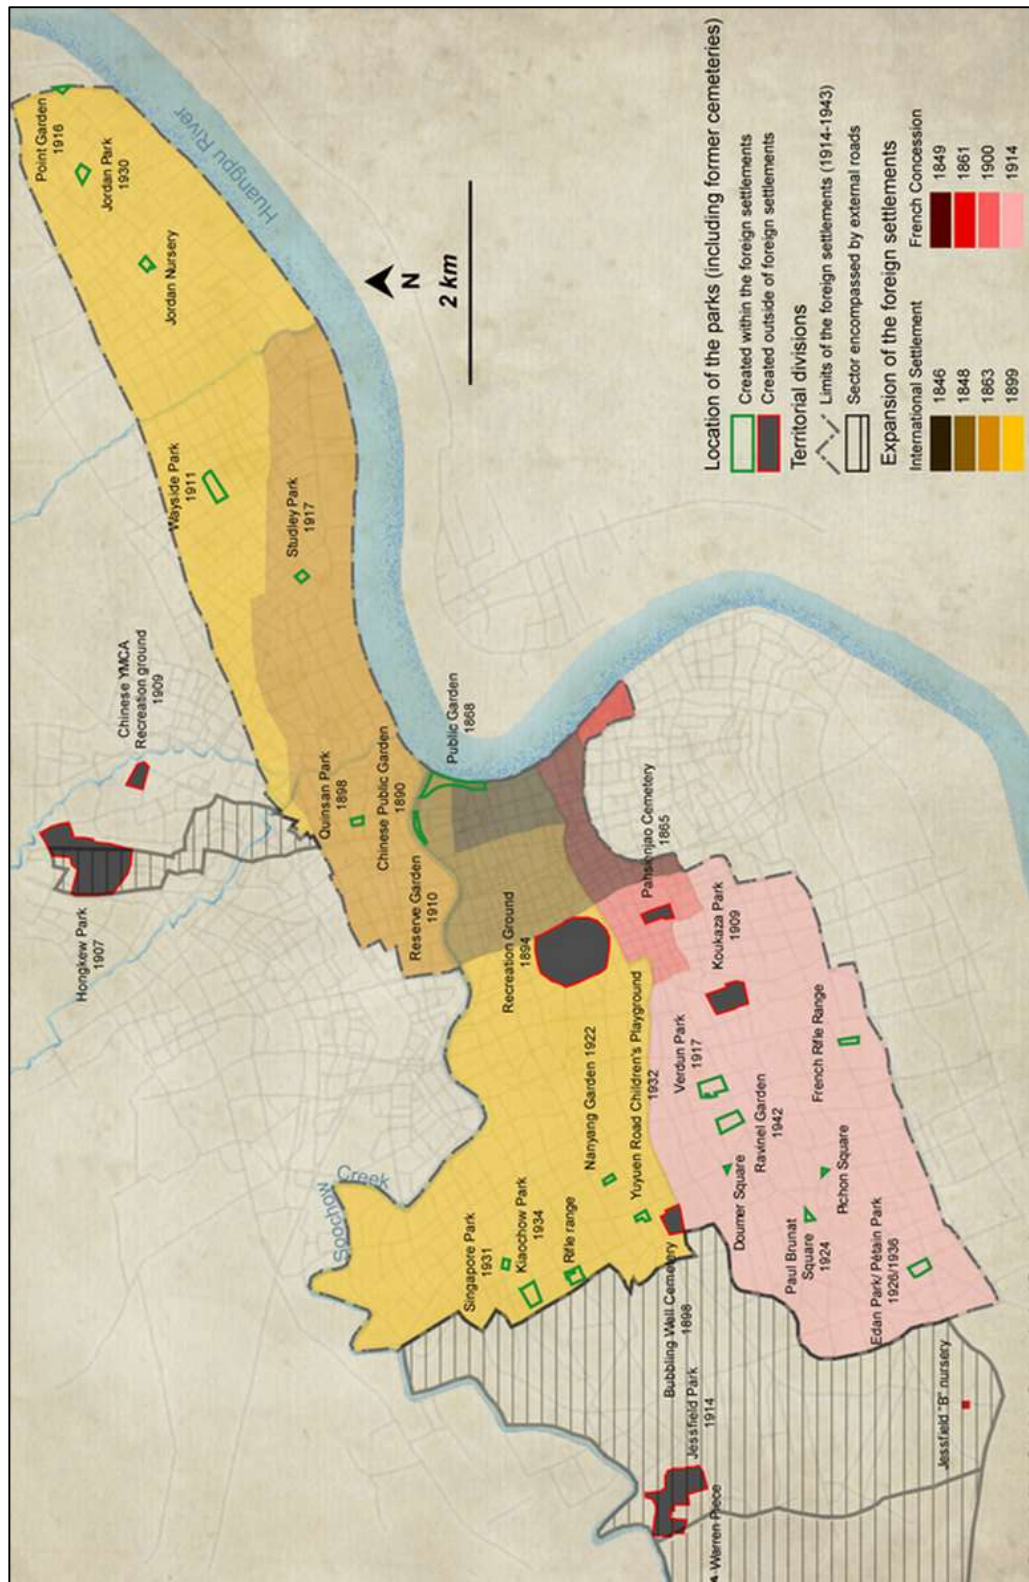 Point Garden
1916
Jordan Park
1930
Jordan Nursery
Huangpu River
Wayside Park
1911
Studley Park
1917
Chinese YMCA
Recreation ground
1909
Hongkew Park
1907
Quinsan Park
1898
Chinese Public Garden
1890
Public Garden
1868
Reserve Garden
1910
Recreation Ground
1894
Pahsienjao Cemetery
1865
Koukaza Park
1909
Soochow Creek
Singapore Park
1931
Kiaochow Park
1934
Rifle range
Nanyang Garden 1922
Yuyuen Road Children's Playground
1932
Verdun Park
1917
Ravinel Garden
1942
French Rifle Range
Doumer Square
Pichon Square
Paul Brunat
Square
1924
Edan Park/ Pétain Park
1926/1936
Bubbling Well Cemetery
1898
Jessfield Park
1914
Warren Piece
Jessfield "B" nursery
N
2 km
Location of the parks (including former cemeteries)
Created within the foreign settlements
Created outside of foreign settlements
Territorial divisions
Limits of the foreign settlements (1914-1943)
Sector encompassed by external roads
Expansion of the foreign settlements
International Settlement
1846
1848
1863
1899
French Concession
1849
1861
1900
1914